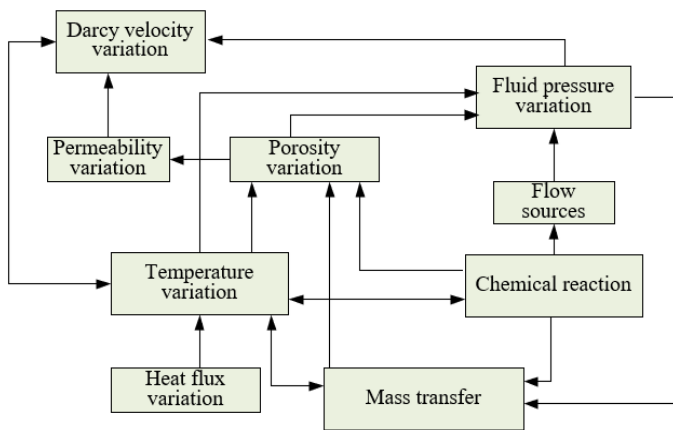 Darcy velocity
variation
Fluid pressure
variation
Permeability
variation
Porosity
variation
Flow
sources
Temperature
variation
Chemical reaction
Heat flux
variation
Mass transfer